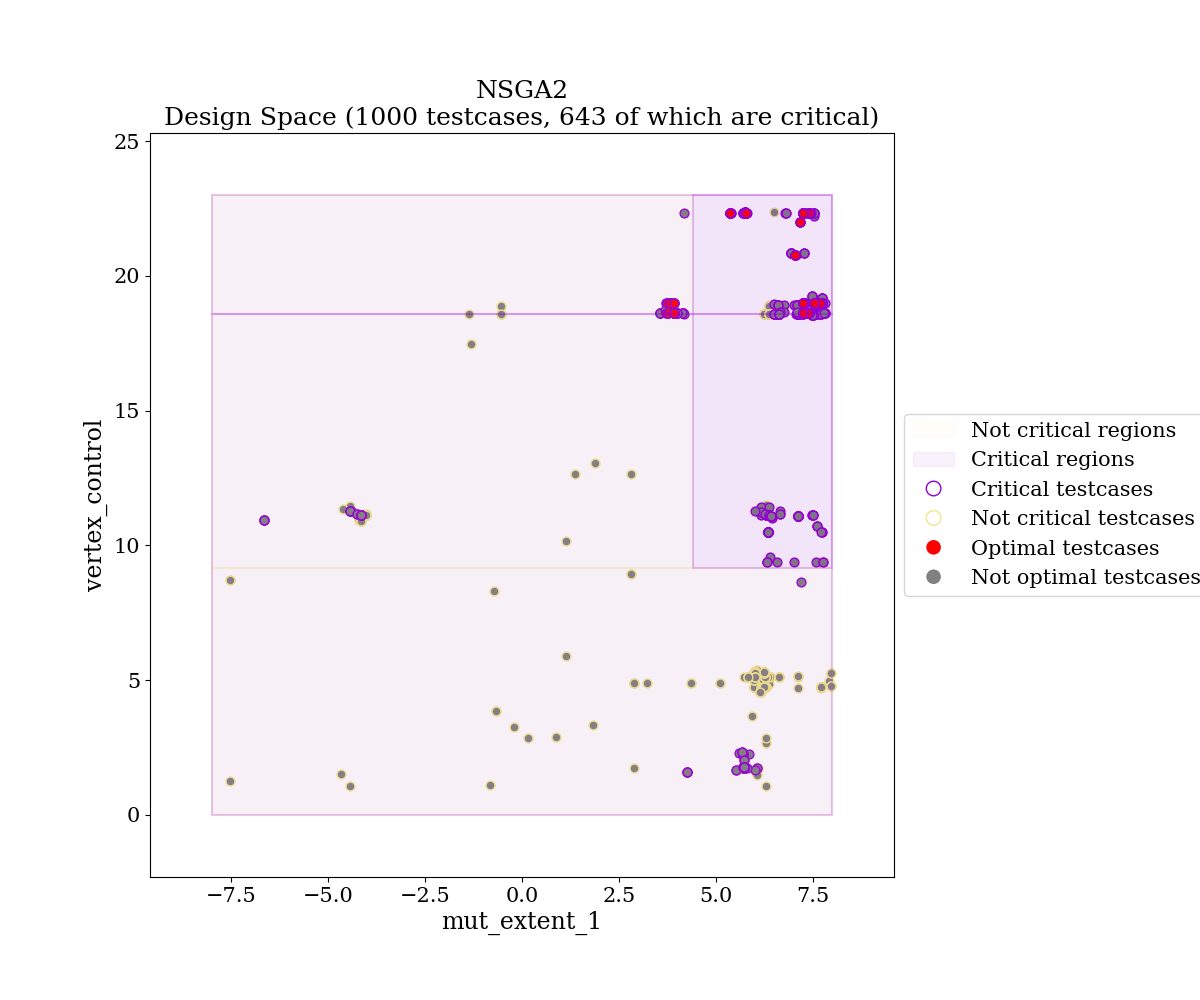 NSGA2
Design Space (1000 testcases, 643 of which are critical)
25
20
15
10
5
0
vertex_control
−7.5
−5.0
−2.5
0.0
2.5
5.0
7.5
mut_extent_1
Not critical regions
Critical regions
Critical testcases
Not critical testcases
Optimal testcases
Not optimal testcases